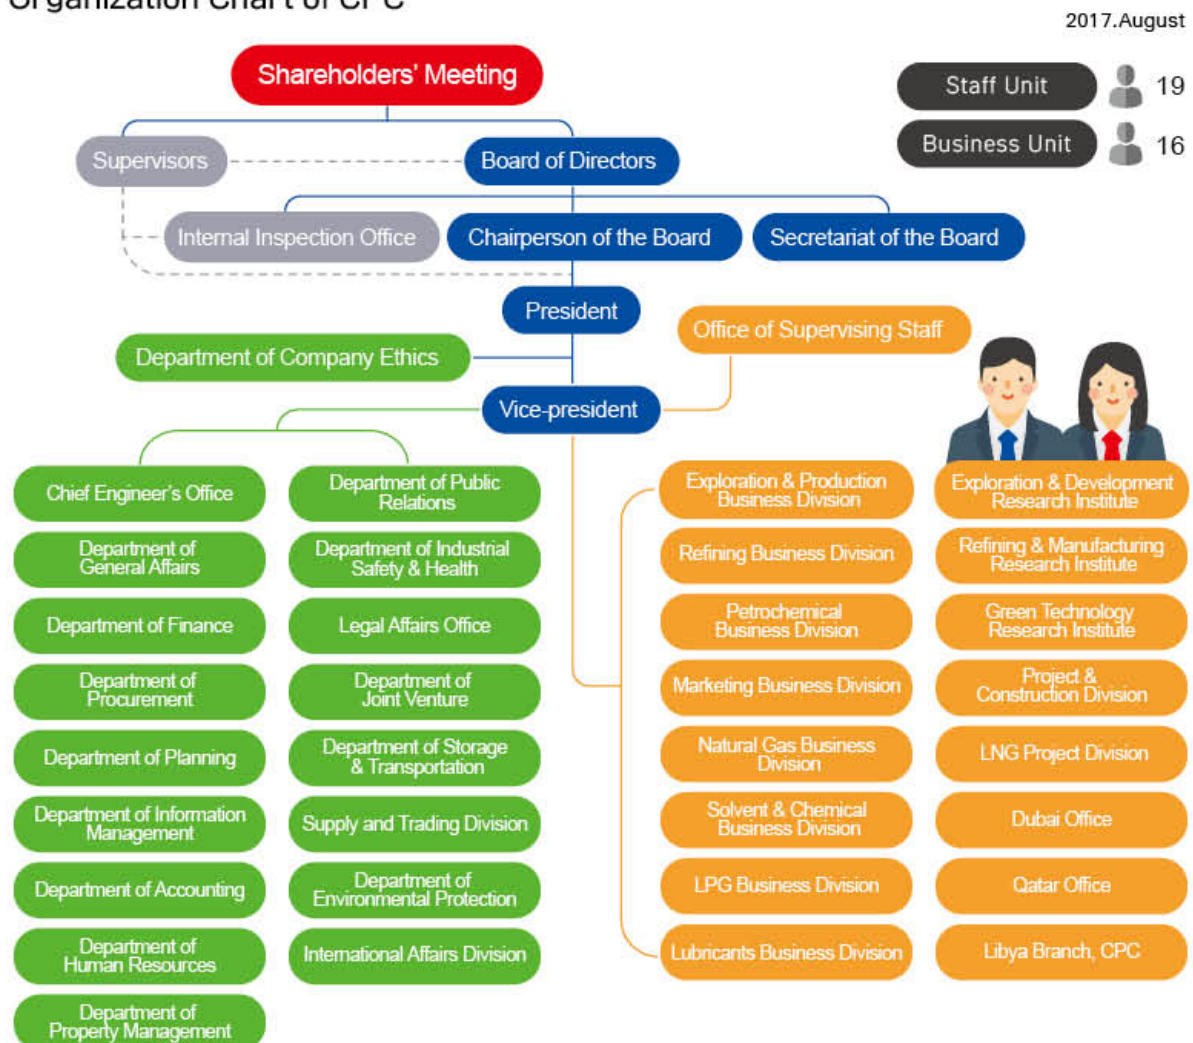 Organization Chart of CPC
2017.August
Shareholders' Meeting
Staff Unit
19
Business Unit
16
Supervisors
Board of Directors
Internal Inspection Office
Chairperson of the Board
Secretariat of the Board
President
Office of Supervising Staff
Department of Company Ethics
Vice-president
Chief Engineer's Office
Department of
General Affairs
Department of Finance
Department of
Procurement
Department of Planning
Department of Information
Management
Department of Accounting
Department of
Human Resources
Department of
Property Management
Department of Public
Relations
Department of Industrial
Safety & Health
Legal Affairs Office
Department of
Joint Venture
Department of Storage
& Transportation
Supply and Trading Division
Department of
Environmental Protection
International Affairs Division
Exploration & Production
Business Division
Refining Business Division
Petrochemical
Business Division
Marketing Business Division
Natural Gas Business
Division
Solvent & Chemical
Business Division
LPG Business Division
Lubricants Business Division
Exploration & Development
Research Institute
Refining & Manufacturing
Research Institute
Green Technology
Research Institute
Project &
Construction Division
LNG Project Division
Dubai Office
Qatar Office
Libya Branch, CPC